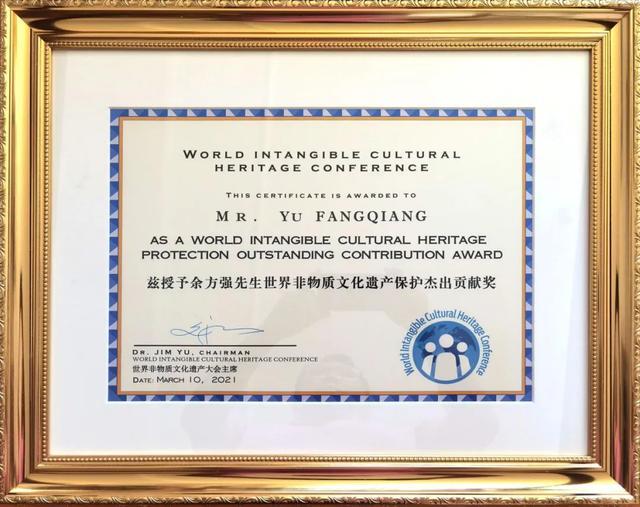 WORLD INTANGIBLE CULTURAL
HERITAGE CONFERENCE
THIS CERTIFICATE IS AWARDED TO
MR. YU FANGQIANG
AS A WORLD INTANGIBLE CULTURAL HERITAGE
PROTECTION OUTSTANDING CONTRIBUTION AWARD
兹授予余方强先生世界非物质文化遗产保护杰出贡献奖
DR. JIM YU, CHAIRMAN
WORLD INTANGIBLE CULTURAL HERITAGE CONFERENCE
世界非物质文化遗产大会主席
DATE: MARCH 10, 2021
World Intangible Cultural Heritage Conference